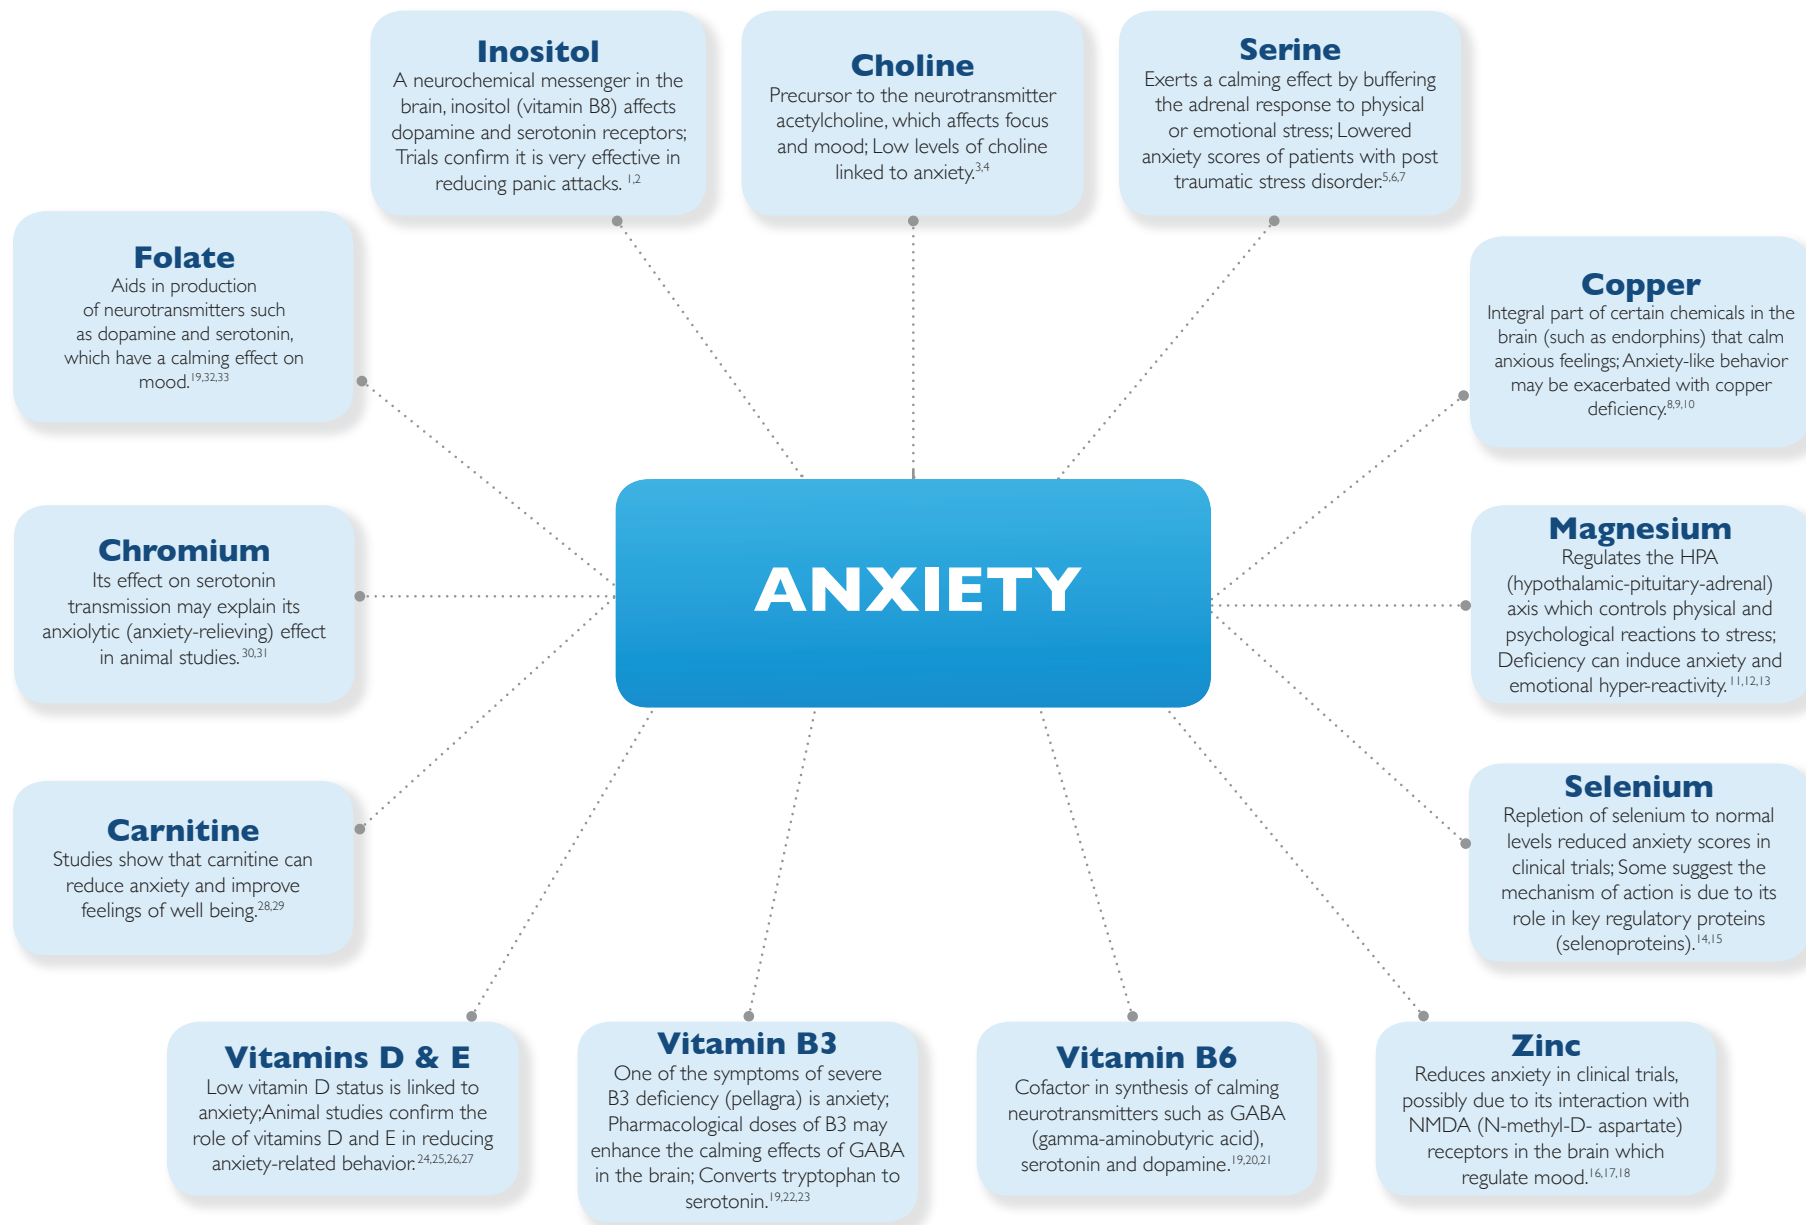 Inositol
A neurochemical messenger in the
brain, inositol (vitamin B8) affects
dopamine and serotonin receptors;
Trials confirm it is very effective in
reducing panic attacks. 1,2
Choline
Precursor to the neurotransmitter
acetylcholine, which affects focus
and mood; Low levels of choline
linked to anxiety.3,4
Serine
Exerts a calming effect by buffering
the adrenal response to physical
or emotional stress; Lowered
anxiety scores of patients with post
traumatic stress disorder.5,6,7
Folate
Aids in production
of neurotransmitters such
as dopamine and serotonin,
which have a calming effect on
mood.19,32,33
Copper
Integral part of certain chemicals in the
brain (such as endorphins) that calm
anxious feelings; Anxiety-like behavior
may be exacerbated with copper
deficiency.8,9,10
Chromium
Its effect on serotonin
transmission may explain its
anxiolytic (anxiety-relieving) effect
in animal studies.30,31
ANXIETY
Magnesium
Regulates the HPA
(hypothalamic-pituitary-adrenal)
axis which controls physical and
psychological reactions to stress;
Deficiency can induce anxiety and
emotional hyper-reactivity.11,12,13
Carnitine
Studies show that carnitine can
reduce anxiety and improve
feelings of well being.28,29
Selenium
Repletion of selenium to normal
levels reduced anxiety scores in
clinical trials; Some suggest the
mechanism of action is due to its
role in key regulatory proteins
(selenoproteins).14,15
Vitamins D & E
Low vitamin D status is linked to
anxiety;Animal studies confirm the
role of vitamins D and E in reducing
anxiety-related behavior.24,25,26,27
Vitamin B3
One of the symptoms of severe
B3 deficiency (pellagra) is anxiety;
Pharmacological doses of B3 may
enhance the calming effects of GABA
in the brain; Converts tryptophan to
serotonin.19,22,23
Vitamin B6
Cofactor in synthesis of calming
neurotransmitters such as GABA
(gamma-aminobutyric acid),
serotonin and dopamine.19,20,21
Zinc
Reduces anxiety in clinical trials,
possibly due to its interaction with
NMDA (N-methyl-D- aspartate)
receptors in the brain which
regulate mood.16,17,18